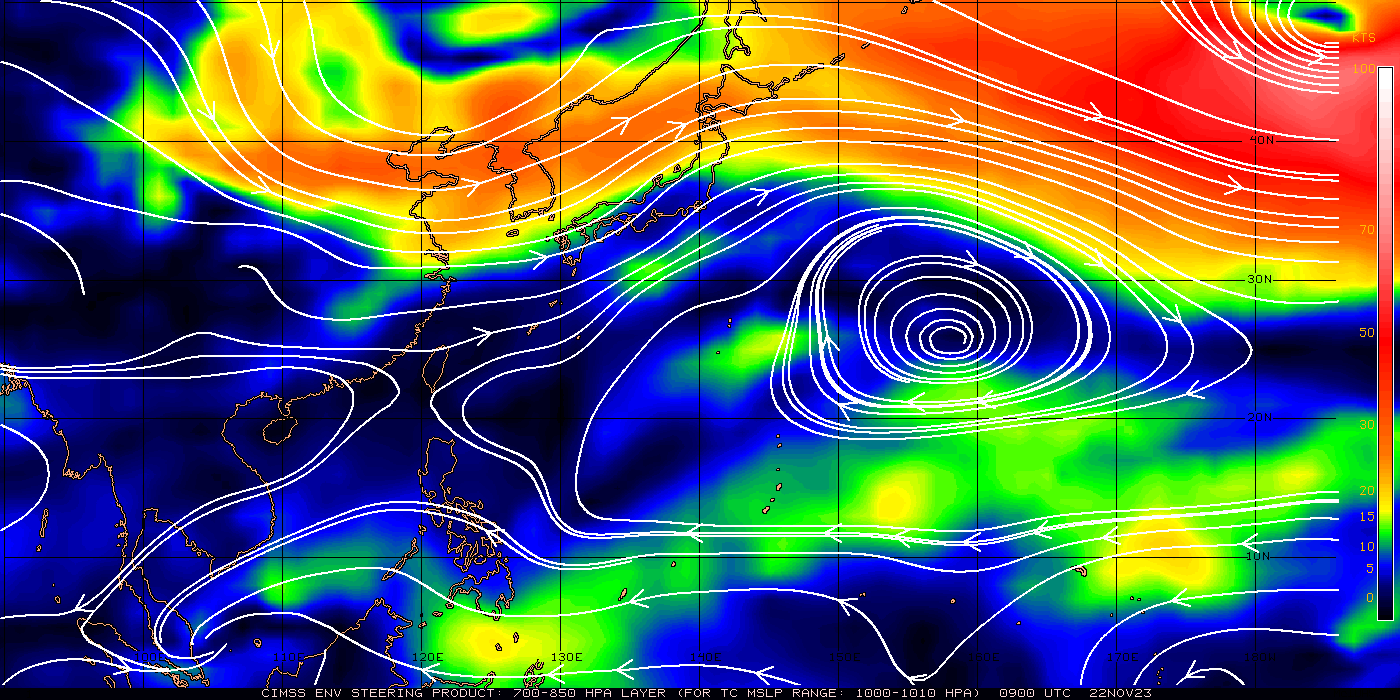 KTS
100
40N
70
30N
50
20N
30
20
15
10
10N
5
0
110E 120E 130E 140E 150E 160E 170E 180
CIMSS ENV STEERING PRODUCT: 700-850 HPA LAYER (FOR TC MSLP RANGE: 1000-1010 HPA) 0900 UTC 22NOV23